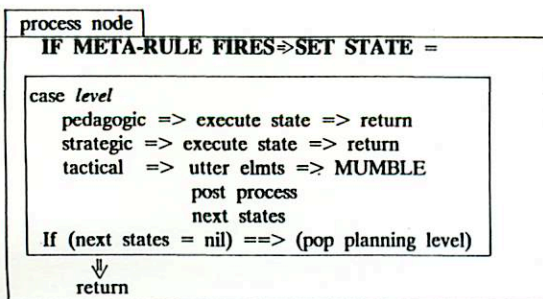 process node
IF META-RULE FIRES⇒SET STATE =
case level
pedagogic => execute state => return
strategic => execute state => return
tactical => utter elmts => MUMBLE
post process
next states
If (next states = nil) ==> (pop planning level)
⇓
return